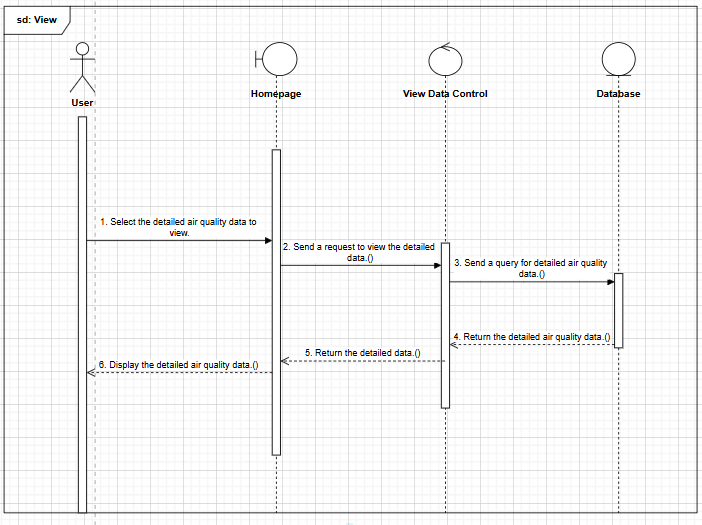 sd: View
User
Homepage
View Data Control
Database
1. Select the detailed air quality data to
view.
2. Send a request to view the detailed
data.()
3. Send a query for detailed air quality
data.()
4. Return the detailed air quality data.()
5. Return the detailed data.()
6. Display the detailed air quality data.()